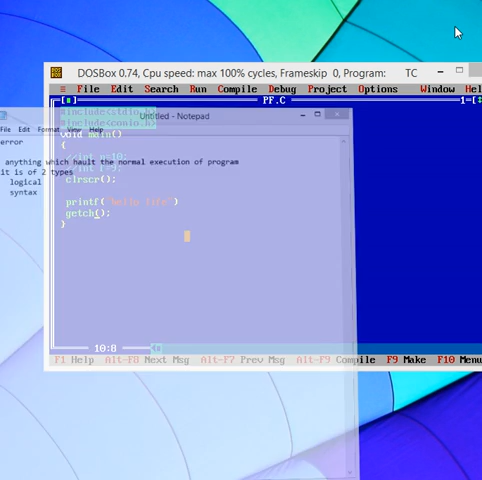 DOSBox 0.74, Cpu speed: max 100% cycles, Frameskip 0, Program: TC
≡ File Edit Search Run Compile Debug Project Options Window Hel
PF.C
1=[
Untitled - Notepad
File Edit Format View Help
error
anything which hault the normal execution of program
it is of 2 types
logical
syntax
#include<stdio.h>
#include<conio.h>
void main()
{
clrscr();
printf("hello life")
getch();
}
10:8
F1 Help Alt-F8 Next Msg Alt-F7 Prev Msg Alt-F9 Compile F9 Make F10 Menu